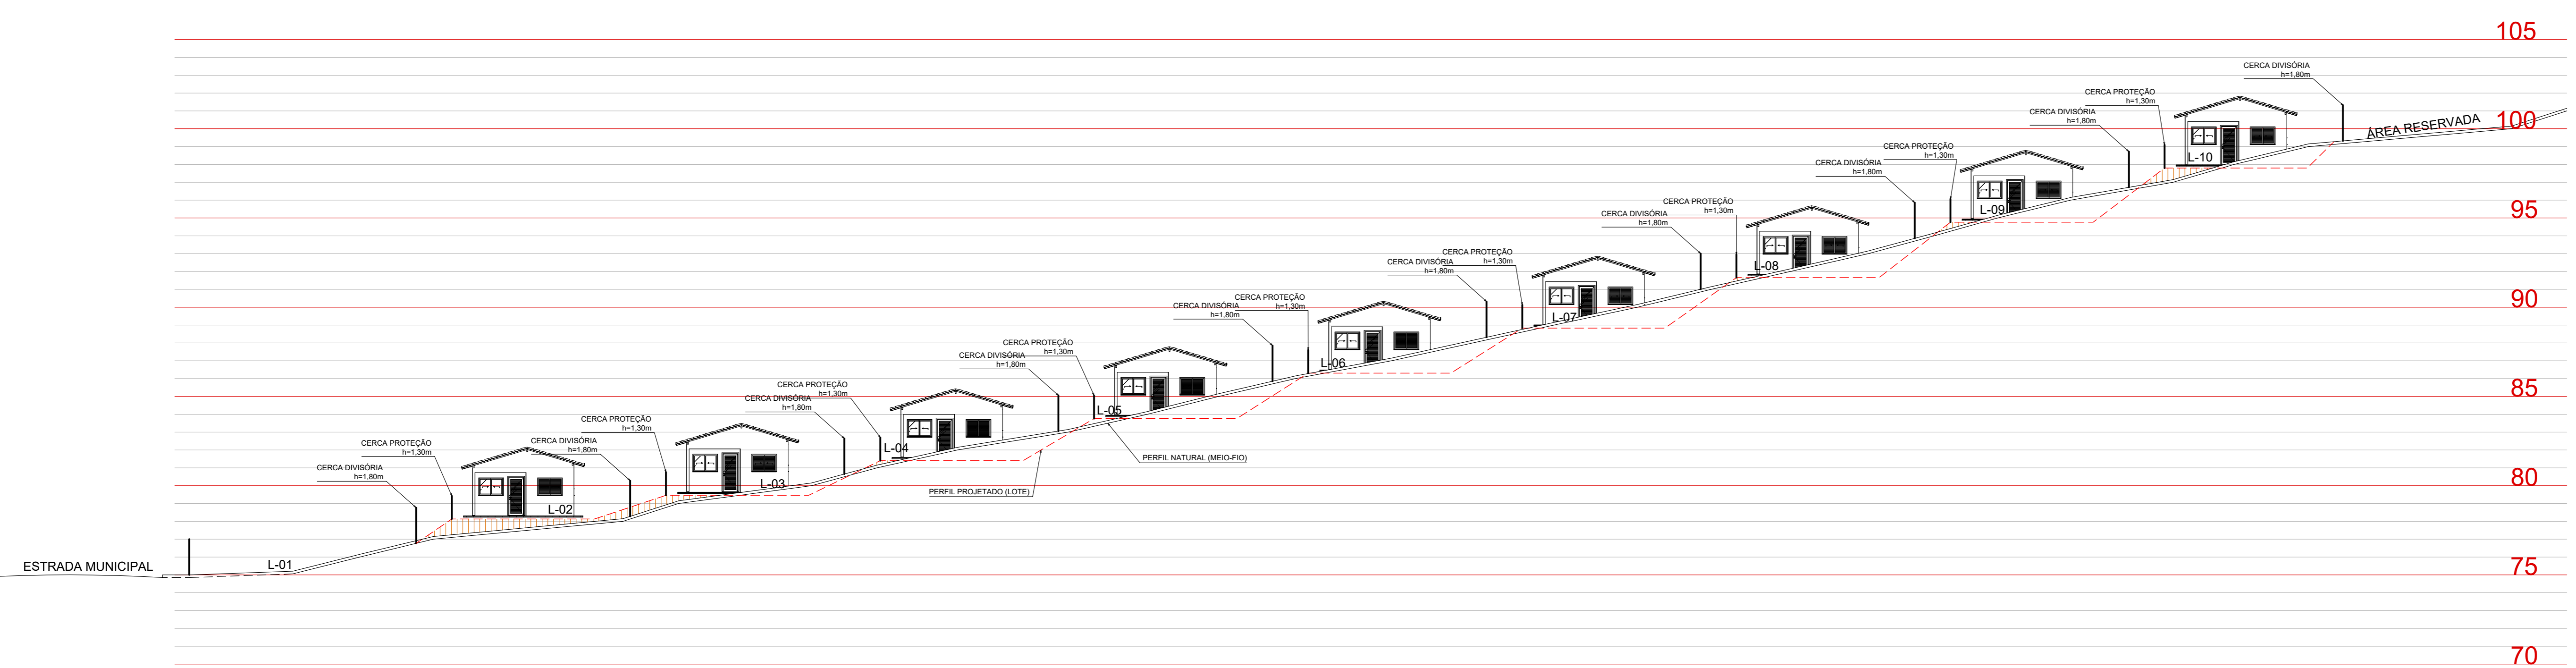 105
CERCA DIVISÓRIA
h=1,80m
CERCA PROTEÇÃO
h=1,30m
CERCA DIVISÓRIA
h=1,80m
L-10
ÁREA RESERVADA
100
CERCA PROTEÇÃO
h=1,30m
CERCA DIVISÓRIA
h=1,80m
L-09
95
CERCA PROTEÇÃO
h=1,30m
CERCA DIVISÓRIA
h=1,80m
L-08
CERCA PROTEÇÃO
h=1,30m
CERCA DIVISÓRIA
h=1,80m
L-07
90
CERCA PROTEÇÃO
h=1,30m
CERCA DIVISÓRIA
h=1,80m
L-06
CERCA PROTEÇÃO
h=1,30m
CERCA DIVISÓRIA
h=1,80m
L-05
85
CERCA PROTEÇÃO
h=1,30m
CERCA DIVISÓRIA
h=1,80m
L-04
PERFIL NATURAL (MEIO-FIO)
PERFIL PROJETADO (LOTE)
CERCA PROTEÇÃO
h=1,30m
CERCA DIVISÓRIA
h=1,80m
L-03
80
CERCA PROTEÇÃO
h=1,30m
CERCA DIVISÓRIA
h=1,80m
L-02
ESTRADA MUNICIPAL
L-01
75
70